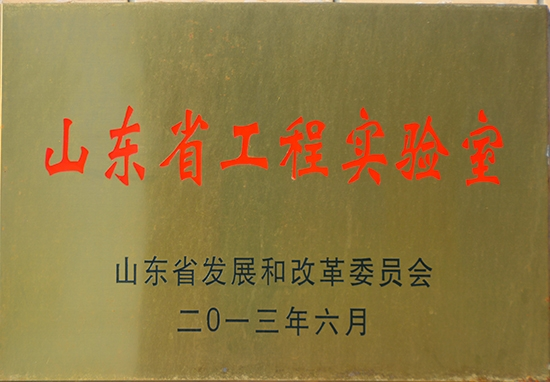 山东省工程实验室
山东省发展和改革委员会
二0一三年六月